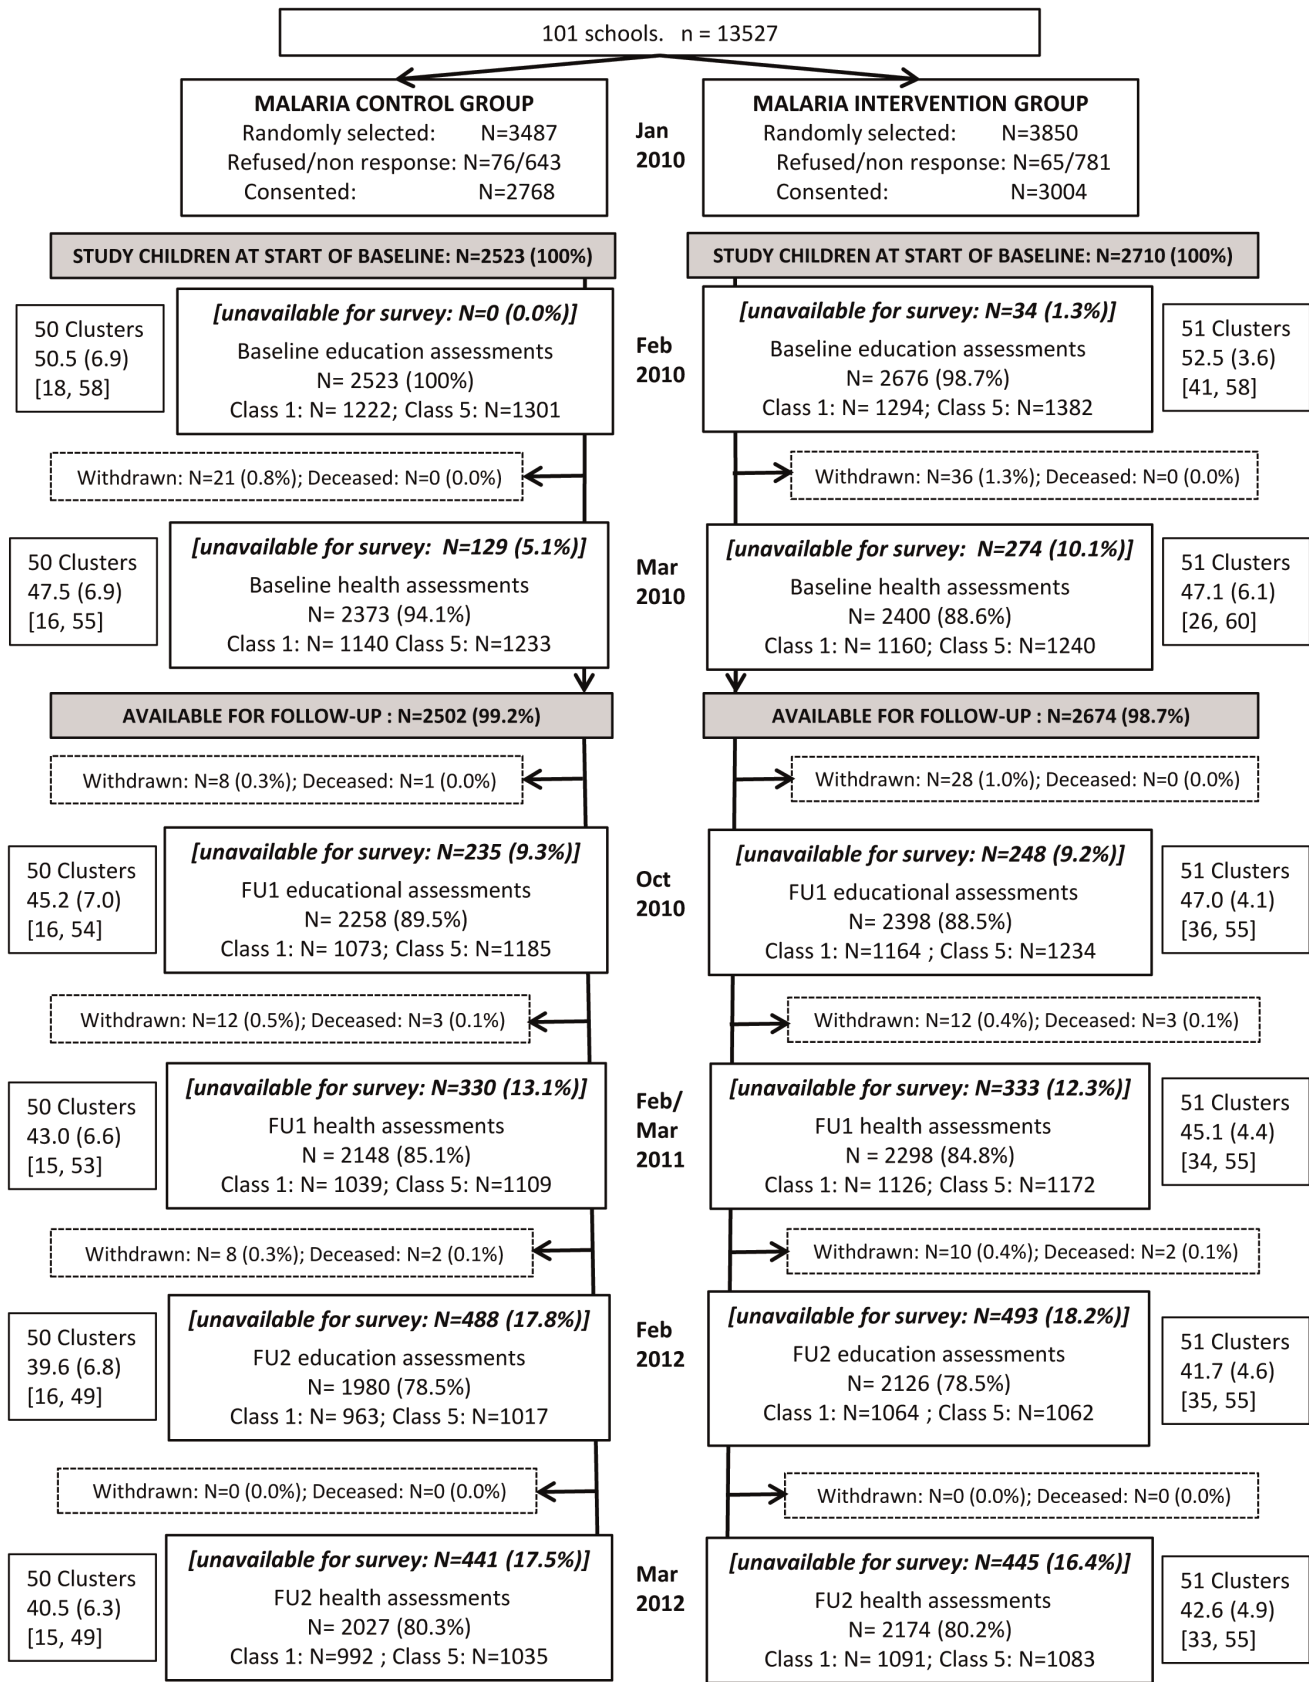 101 schools. n = 13527
MALARIA CONTROL GROUP
Randomly selected: N=3487
Refused/non response: N=76/643
Consented: N=2768
Jan
2010
MALARIA INTERVENTION GROUP
Randomly selected: N=3850
Refused/non response: N=65/781
Consented: N=3004
STUDY CHILDREN AT START OF BASELINE: N=2523 (100%)
STUDY CHILDREN AT START OF BASELINE: N=2710 (100%)
50 Clusters
50.5 (6.9)
[18, 58]
[unavailable for survey: N=0 (0.0%)]
Baseline education assessments
N= 2523 (100%)
Class 1: N= 1222; Class 5: N=1301
Feb
2010
[unavailable for survey: N=34 (1.3%)]
Baseline education assessments
N= 2676 (98.7%)
Class 1: N= 1294; Class 5: N=1382
51 Clusters
52.5 (3.6)
[41, 58]
Withdrawn: N=21 (0.8%); Deceased: N=0 (0.0%)
Withdrawn: N=36 (1.3%); Deceased: N=0 (0.0%)
50 Clusters
47.5 (6.9)
[16, 55]
[unavailable for survey: N=129 (5.1%)]
Baseline health assessments
N= 2373 (94.1%)
Class 1: N= 1140 Class 5: N=1233
Mar
2010
[unavailable for survey: N=274 (10.1%)]
Baseline health assessments
N= 2400 (88.6%)
Class 1: N= 1160; Class 5: N=1240
51 Clusters
47.1 (6.1)
[26, 60]
AVAILABLE FOR FOLLOW-UP : N=2502 (99.2%)
AVAILABLE FOR FOLLOW-UP : N=2674 (98.7%)
Withdrawn: N=8 (0.3%); Deceased: N=1 (0.0%)
Withdrawn: N=28 (1.0%); Deceased: N=0 (0.0%)
50 Clusters
45.2 (7.0)
[16, 54]
[unavailable for survey: N=235 (9.3%)]
FU1 educational assessments
N= 2258 (89.5%)
Class 1: N= 1073; Class 5: N=1185
Oct
2010
[unavailable for survey: N=248 (9.2%)]
FU1 educational assessments
N= 2398 (88.5%)
Class 1: N=1164 ; Class 5: N=1234
51 Clusters
47.0 (4.1)
[36, 55]
Withdrawn: N=12 (0.5%); Deceased: N=3 (0.1%)
Withdrawn: N=12 (0.4%); Deceased: N=3 (0.1%)
50 Clusters
43.0 (6.6)
[15, 53]
[unavailable for survey: N=330 (13.1%)]
FU1 health assessments
N = 2148 (85.1%)
Class 1: N= 1039; Class 5: N=1109
Feb/
Mar
2011
[unavailable for survey: N=333 (12.3%)]
FU1 health assessments
N = 2298 (84.8%)
Class 1: N= 1126; Class 5: N=1172
51 Clusters
45.1 (4.4)
[34, 55]
Withdrawn: N= 8 (0.3%); Deceased: N=2 (0.1%)
Withdrawn: N=10 (0.4%); Deceased: N=2 (0.1%)
50 Clusters
39.6 (6.8)
[16, 49]
[unavailable for survey: N=488 (17.8%)]
FU2 education assessments
N= 1980 (78.5%)
Class 1: N= 963; Class 5: N=1017
Feb
2012
[unavailable for survey: N=493 (18.2%)]
FU2 education assessments
N= 2126 (78.5%)
Class 1: N=1064 ; Class 5: N=1062
51 Clusters
41.7 (4.6)
[35, 55]
Withdrawn: N=0 (0.0%); Deceased: N=0 (0.0%)
Withdrawn: N=0 (0.0%); Deceased: N=0 (0.0%)
50 Clusters
40.5 (6.3)
[15, 49]
[unavailable for survey: N=441 (17.5%)]
FU2 health assessments
N= 2027 (80.3%)
Class 1: N=992 ; Class 5: N=1035
Mar
2012
[unavailable for survey: N=445 (16.4%)]
FU2 health assessments
N= 2174 (80.2%)
Class 1: N= 1091; Class 5: N=1083
51 Clusters
42.6 (4.9)
[33, 55]